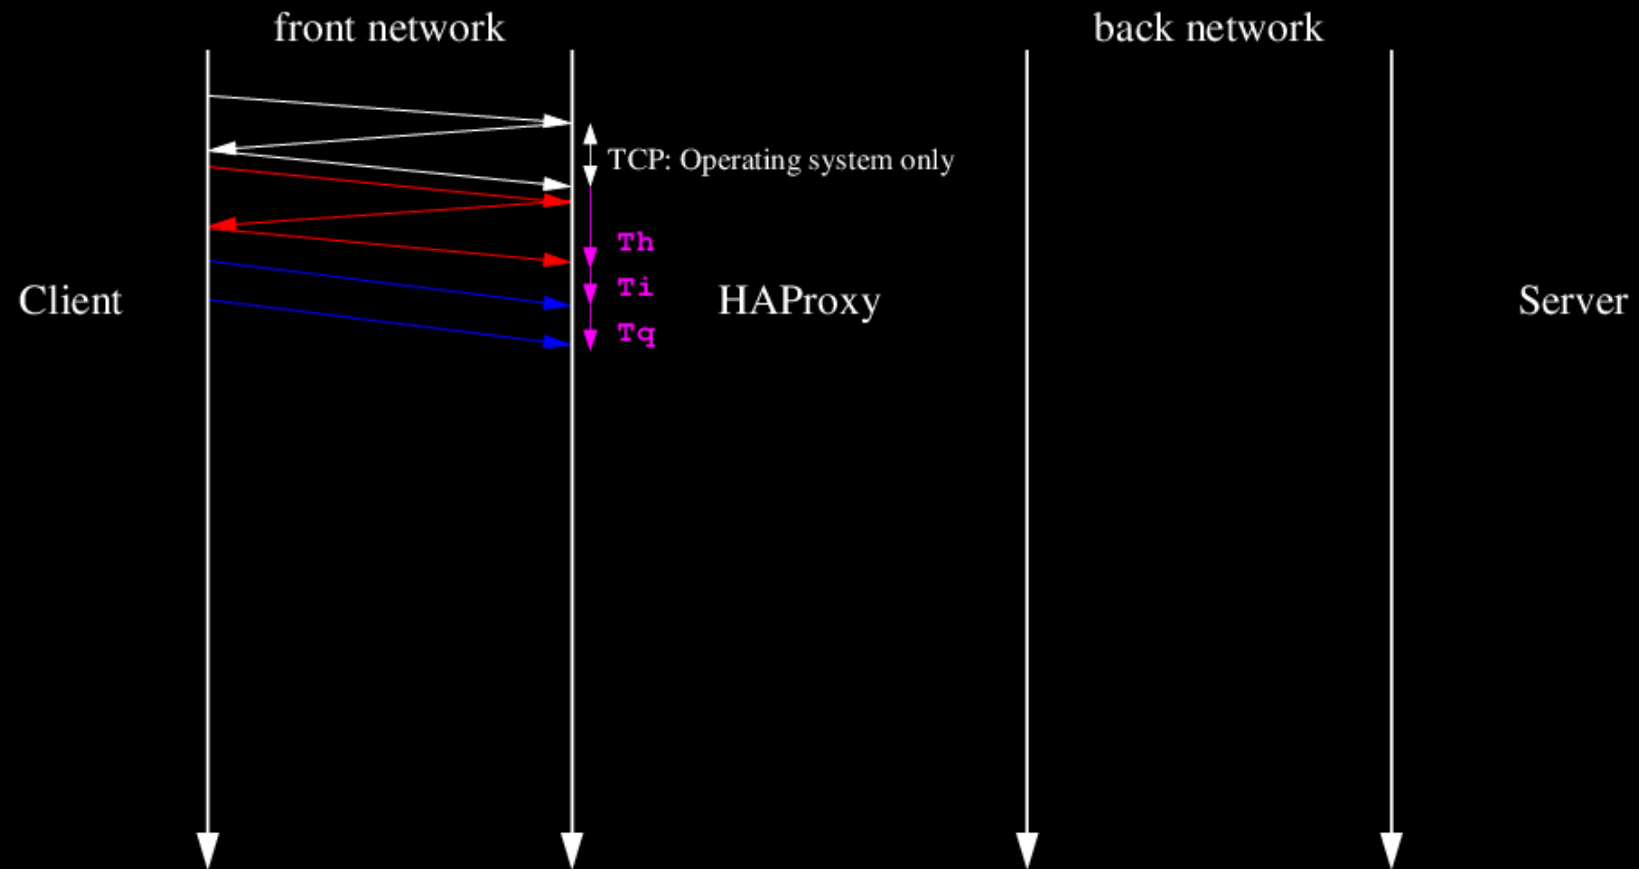 front network
back network
TCP: Operating system only
Th
Ti
Client
HAProxy
Server
Tq